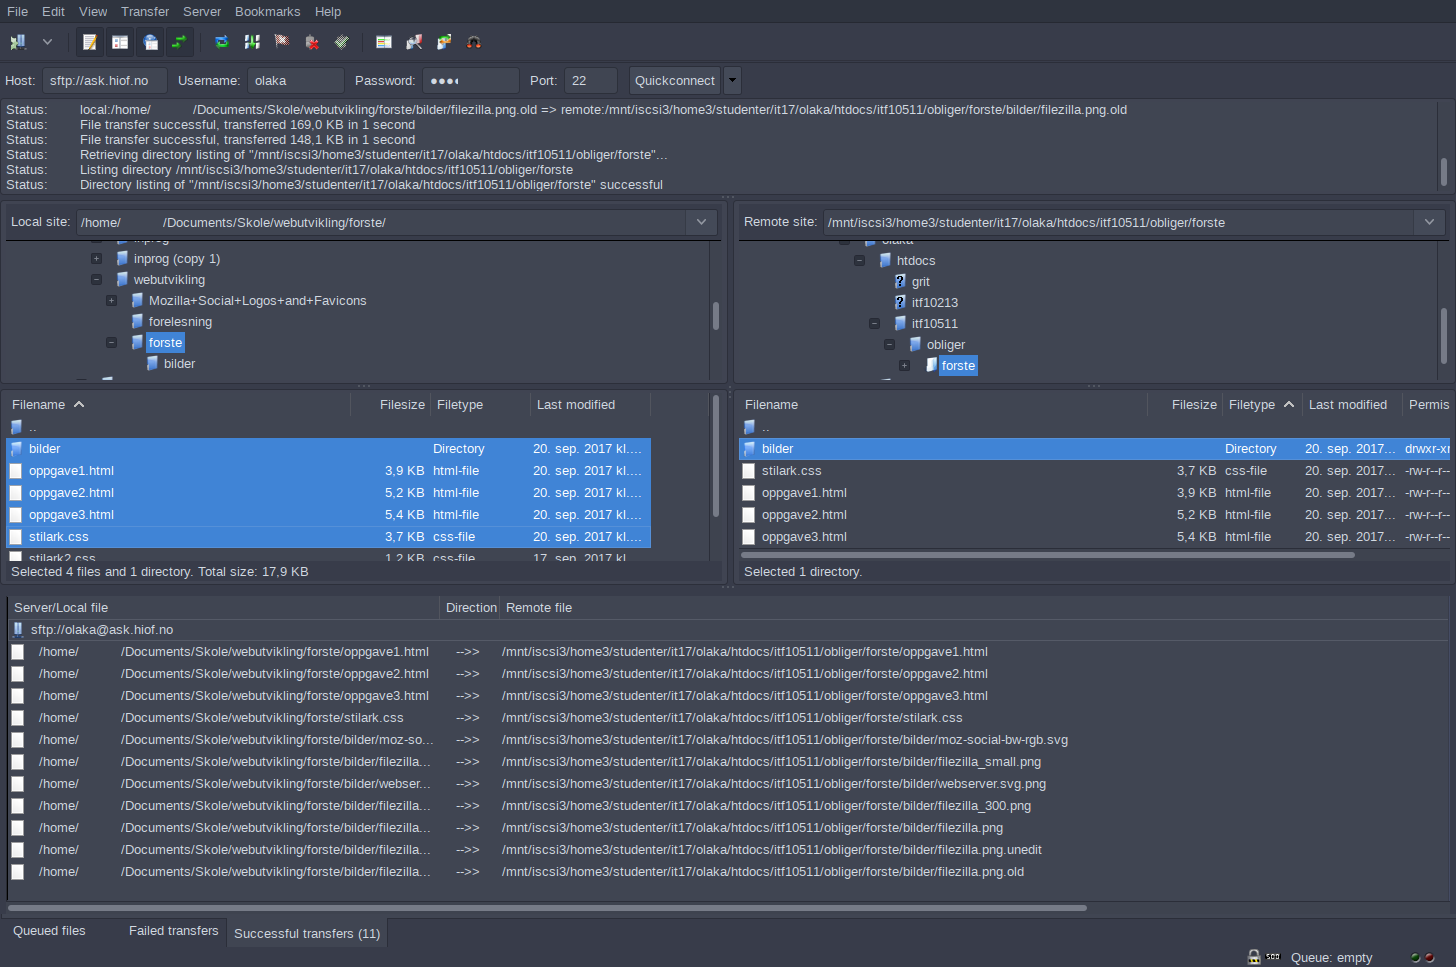 File Edit View Transfer Server Bookmarks Help
Host: sftp://ask.hiof.no Username: olaka Password: Port: 22 Quickconnect
Status: local:/home/ /Documents/Skole/webutvikling/forste/bilder/filezilla.png.old => remote:/mnt/iscsi3/home3/studenter/it17/olaka/htdocs/itf10511/obliger/forste/bilder/filezilla.png.old
Status: File transfer successful, transferred 169,0 KB in 1 second
Status: File transfer successful, transferred 148,1 KB in 1 second
Status: Retrieving directory listing of "/mnt/iscsi3/home3/studenter/it17/olaka/htdocs/itf10511/obliger/forste"...
Status: Listing directory /mnt/iscsi3/home3/studenter/it17/olaka/htdocs/itf10511/obliger/forste
Status: Directory listing of "/mnt/iscsi3/home3/studenter/it17/olaka/htdocs/itf10511/obliger/forste" successful
Local site: /home/ /Documents/Skole/webutvikling/forste/
inprog
inprog (copy 1)
webutvikling
Mozilla+Social+Logos+and+Favicons
forelesning
forste
bilder
Remote site: /mnt/iscsi3/home3/studenter/it17/olaka/htdocs/itf10511/obliger/forste
olaka
htdocs
grit
itf10213
itf10511
obliger
forste
Filename Filesize Filetype Last modified
..
bilder Directory 20. sep. 2017 kl....
oppgave1.html 3,9 KB html-file 20. sep. 2017 kl....
oppgave2.html 5,2 KB html-file 20. sep. 2017 kl....
oppgave3.html 5,4 KB html-file 20. sep. 2017 kl....
stilark.css 3,7 KB css-file 20. sep. 2017 kl....
stilark2.css 1,2 KB css-file 17. sep. 2017 kl....
Selected 4 files and 1 directory. Total size: 17,9 KB
Filename Filesize Filetype Last modified Permis
..
bilder Directory 20. sep. 2017... drwxr-xr
stilark.css 3,7 KB css-file 20. sep. 2017... -rw-r--r--
oppgave1.html 3,9 KB html-file 20. sep. 2017... -rw-r--r--
oppgave2.html 5,2 KB html-file 20. sep. 2017... -rw-r--r--
oppgave3.html 5,4 KB html-file 20. sep. 2017... -rw-r--r--
Selected 1 directory.
Server/Local file Direction Remote file
sftp://olaka@ask.hiof.no
/home/ /Documents/Skole/webutvikling/forste/oppgave1.html -->> /mnt/iscsi3/home3/studenter/it17/olaka/htdocs/itf10511/obliger/forste/oppgave1.html
/home/ /Documents/Skole/webutvikling/forste/oppgave2.html -->> /mnt/iscsi3/home3/studenter/it17/olaka/htdocs/itf10511/obliger/forste/oppgave2.html
/home/ /Documents/Skole/webutvikling/forste/oppgave3.html -->> /mnt/iscsi3/home3/studenter/it17/olaka/htdocs/itf10511/obliger/forste/oppgave3.html
/home/ /Documents/Skole/webutvikling/forste/stilark.css -->> /mnt/iscsi3/home3/studenter/it17/olaka/htdocs/itf10511/obliger/forste/stilark.css
/home/ /Documents/Skole/webutvikling/forste/bilder/moz-so... -->> /mnt/iscsi3/home3/studenter/it17/olaka/htdocs/itf10511/obliger/forste/bilder/moz-social-bw-rgb.svg
/home/ /Documents/Skole/webutvikling/forste/bilder/filezilla... -->> /mnt/iscsi3/home3/studenter/it17/olaka/htdocs/itf10511/obliger/forste/bilder/filezilla_small.png
/home/ /Documents/Skole/webutvikling/forste/bilder/webser... -->> /mnt/iscsi3/home3/studenter/it17/olaka/htdocs/itf10511/obliger/forste/bilder/webserver.svg.png
/home/ /Documents/Skole/webutvikling/forste/bilder/filezilla... -->> /mnt/iscsi3/home3/studenter/it17/olaka/htdocs/itf10511/obliger/forste/bilder/filezilla_300.png
/home/ /Documents/Skole/webutvikling/forste/bilder/filezilla... -->> /mnt/iscsi3/home3/studenter/it17/olaka/htdocs/itf10511/obliger/forste/bilder/filezilla.png
/home/ /Documents/Skole/webutvikling/forste/bilder/filezilla... -->> /mnt/iscsi3/home3/studenter/it17/olaka/htdocs/itf10511/obliger/forste/bilder/filezilla.png.unedit
/home/ /Documents/Skole/webutvikling/forste/bilder/filezilla... -->> /mnt/iscsi3/home3/studenter/it17/olaka/htdocs/itf10511/obliger/forste/bilder/filezilla.png.old
Queued files Failed transfers Successful transfers (11)
Queue: empty